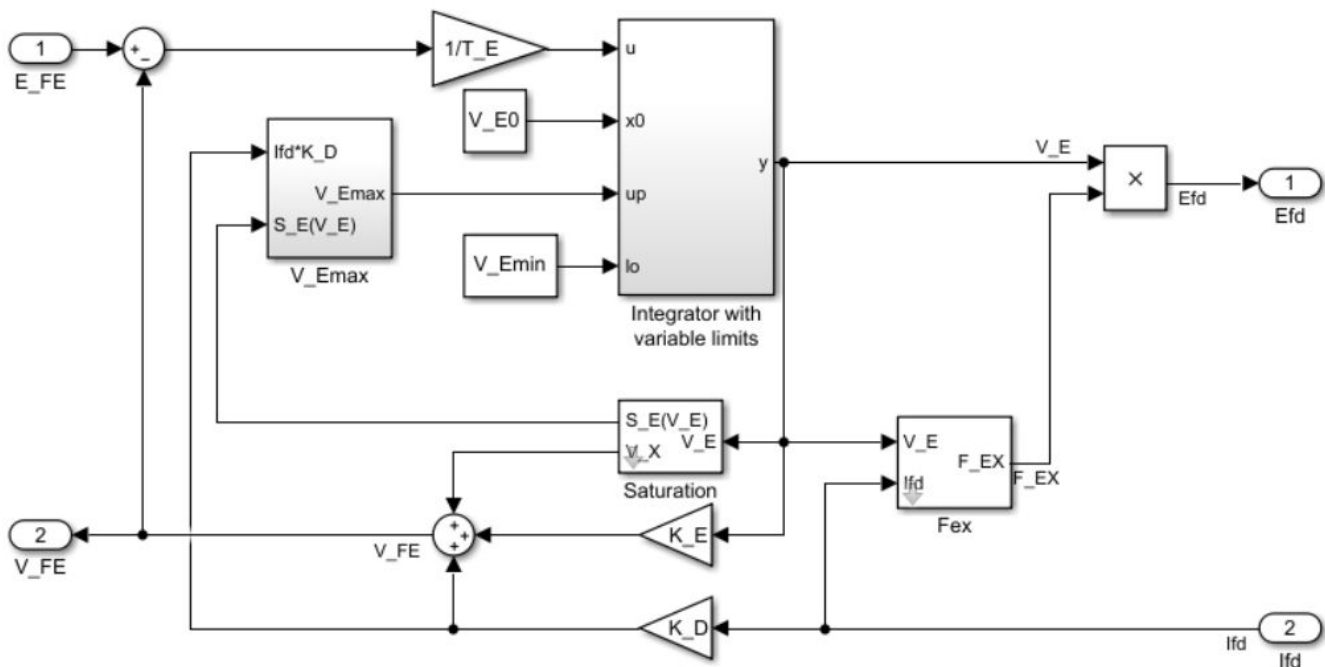 1
E_FE
+
-
1/T_E
V_E0
V_Emin
Ifd*K_D
V_Emax
S_E(V_E)
V_Emax
u
x0
up
lo
y
Integrator with
variable limits
V_E
×
Efd
1
Efd
S_E(V_E)
V_E
V_X
Saturation
V_E
F_EX
Ifd
Fex
F_EX
2
V_FE
V_FE
+
+
+
K_E
K_D
Ifd
2
Ifd